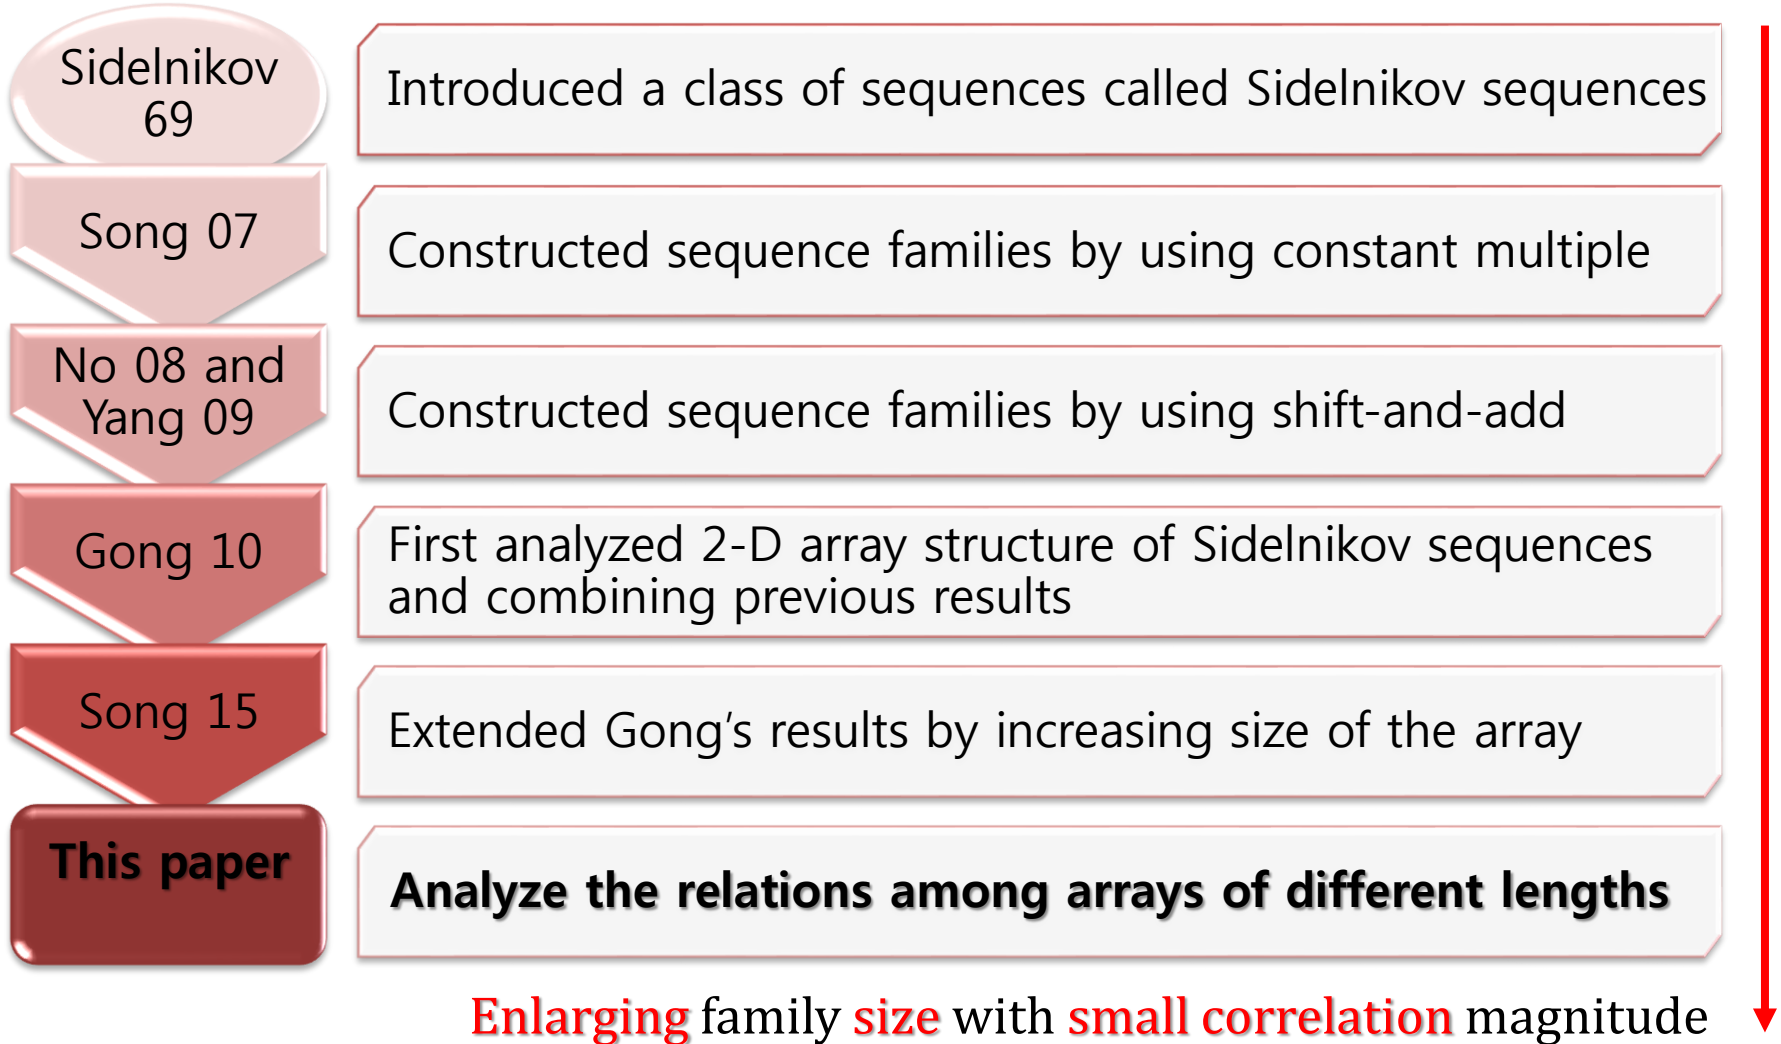 Sidelnikov
69
Introduced a class of sequences called Sidelnikov sequences
Song 07
Constructed sequence families by using constant multiple
No 08 and
Yang 09
Constructed sequence families by using shift-and-add
Gong 10
First analyzed 2-D array structure of Sidelnikov sequences
and combining previous results
Song 15
Extended Gong's results by increasing size of the array
This paper
Analyze the relations among arrays of different lengths
Enlarging family size with small correlation magnitude